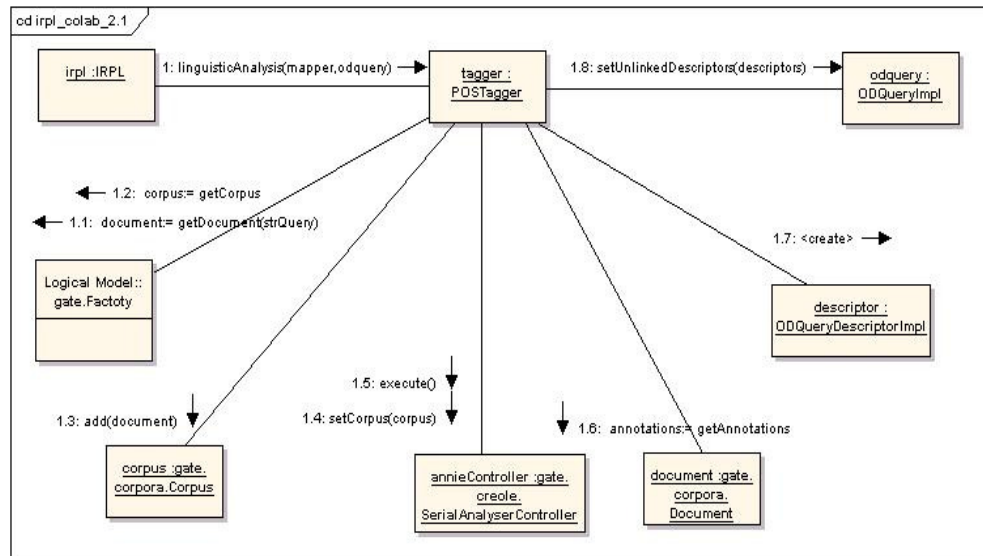 cd irpl_colab_2.1
irpl :IRPL
1: linguisticAnalysis(mapper,odquery)
tagger :
POSTagger
1.8: setUnlinkedDescriptors(descriptors)
odquery :
ODQueryImpl
1.2: corpus:= getCorpus
1.1: document:= getDocument(strQuery)
1.7: <create>
Logical Model::
gate.Factoty
descriptor :
ODQueryDescriptorImpl
1.5: execute()
1.3: add(document)
1.4: setCorpus(corpus)
1.6: annotations:= getAnnotations
corpus :gate.
corpora.Corpus
annieController :gate.
creole.
SerialAnalyserController
document :gate.
corpora.
Document